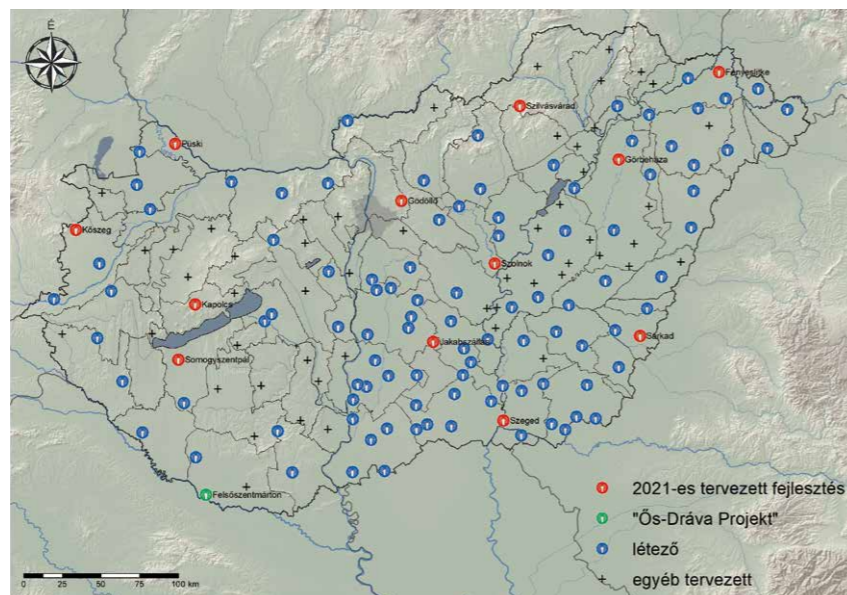 É
Fényeslitke
Szilvásvárad
Püski
Görbeháza
Gödöllő
Kőszeg
Szolnok
Kapolcs
Sarkad
Jakabszállás
Somogyszentpál
Szeged
Felsőszentmárton
2021-es tervezett fejlesztés
"Ős-Dráva Projekt"
létező
egyéb tervezett
0 25 50 75 100 km